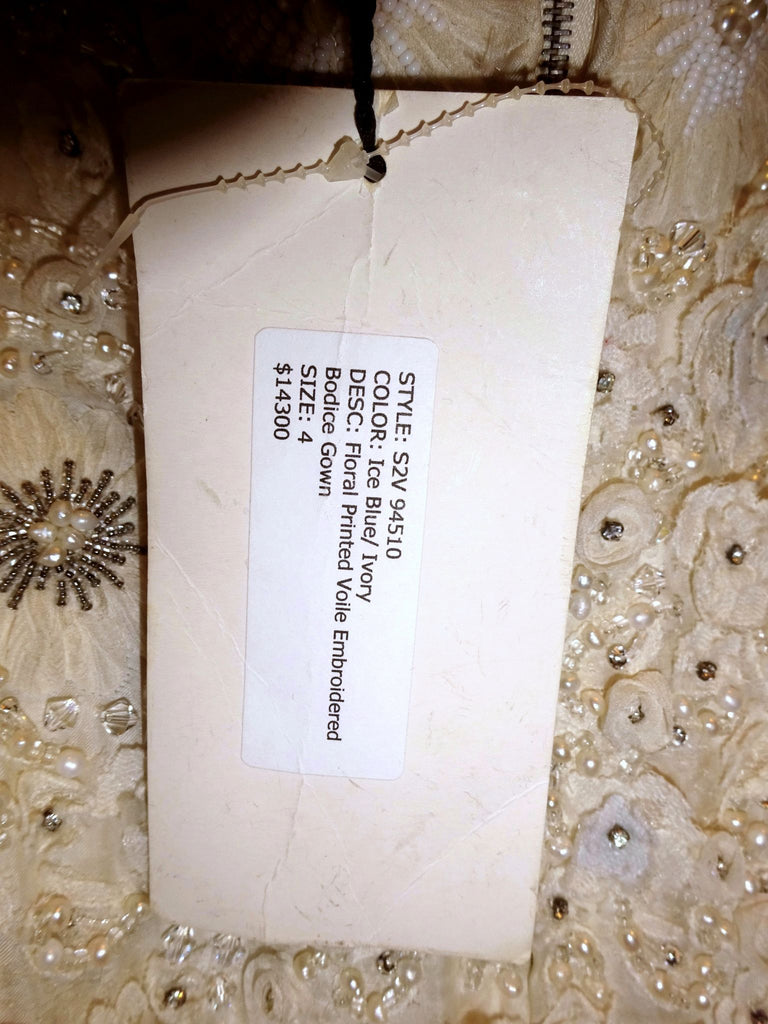 STYLE: S2V 94510
COLOR: Ice Blue/ Ivory
DESC: Floral Printed Voile Embroidered
Bodice Gown
SIZE: 4
$14300